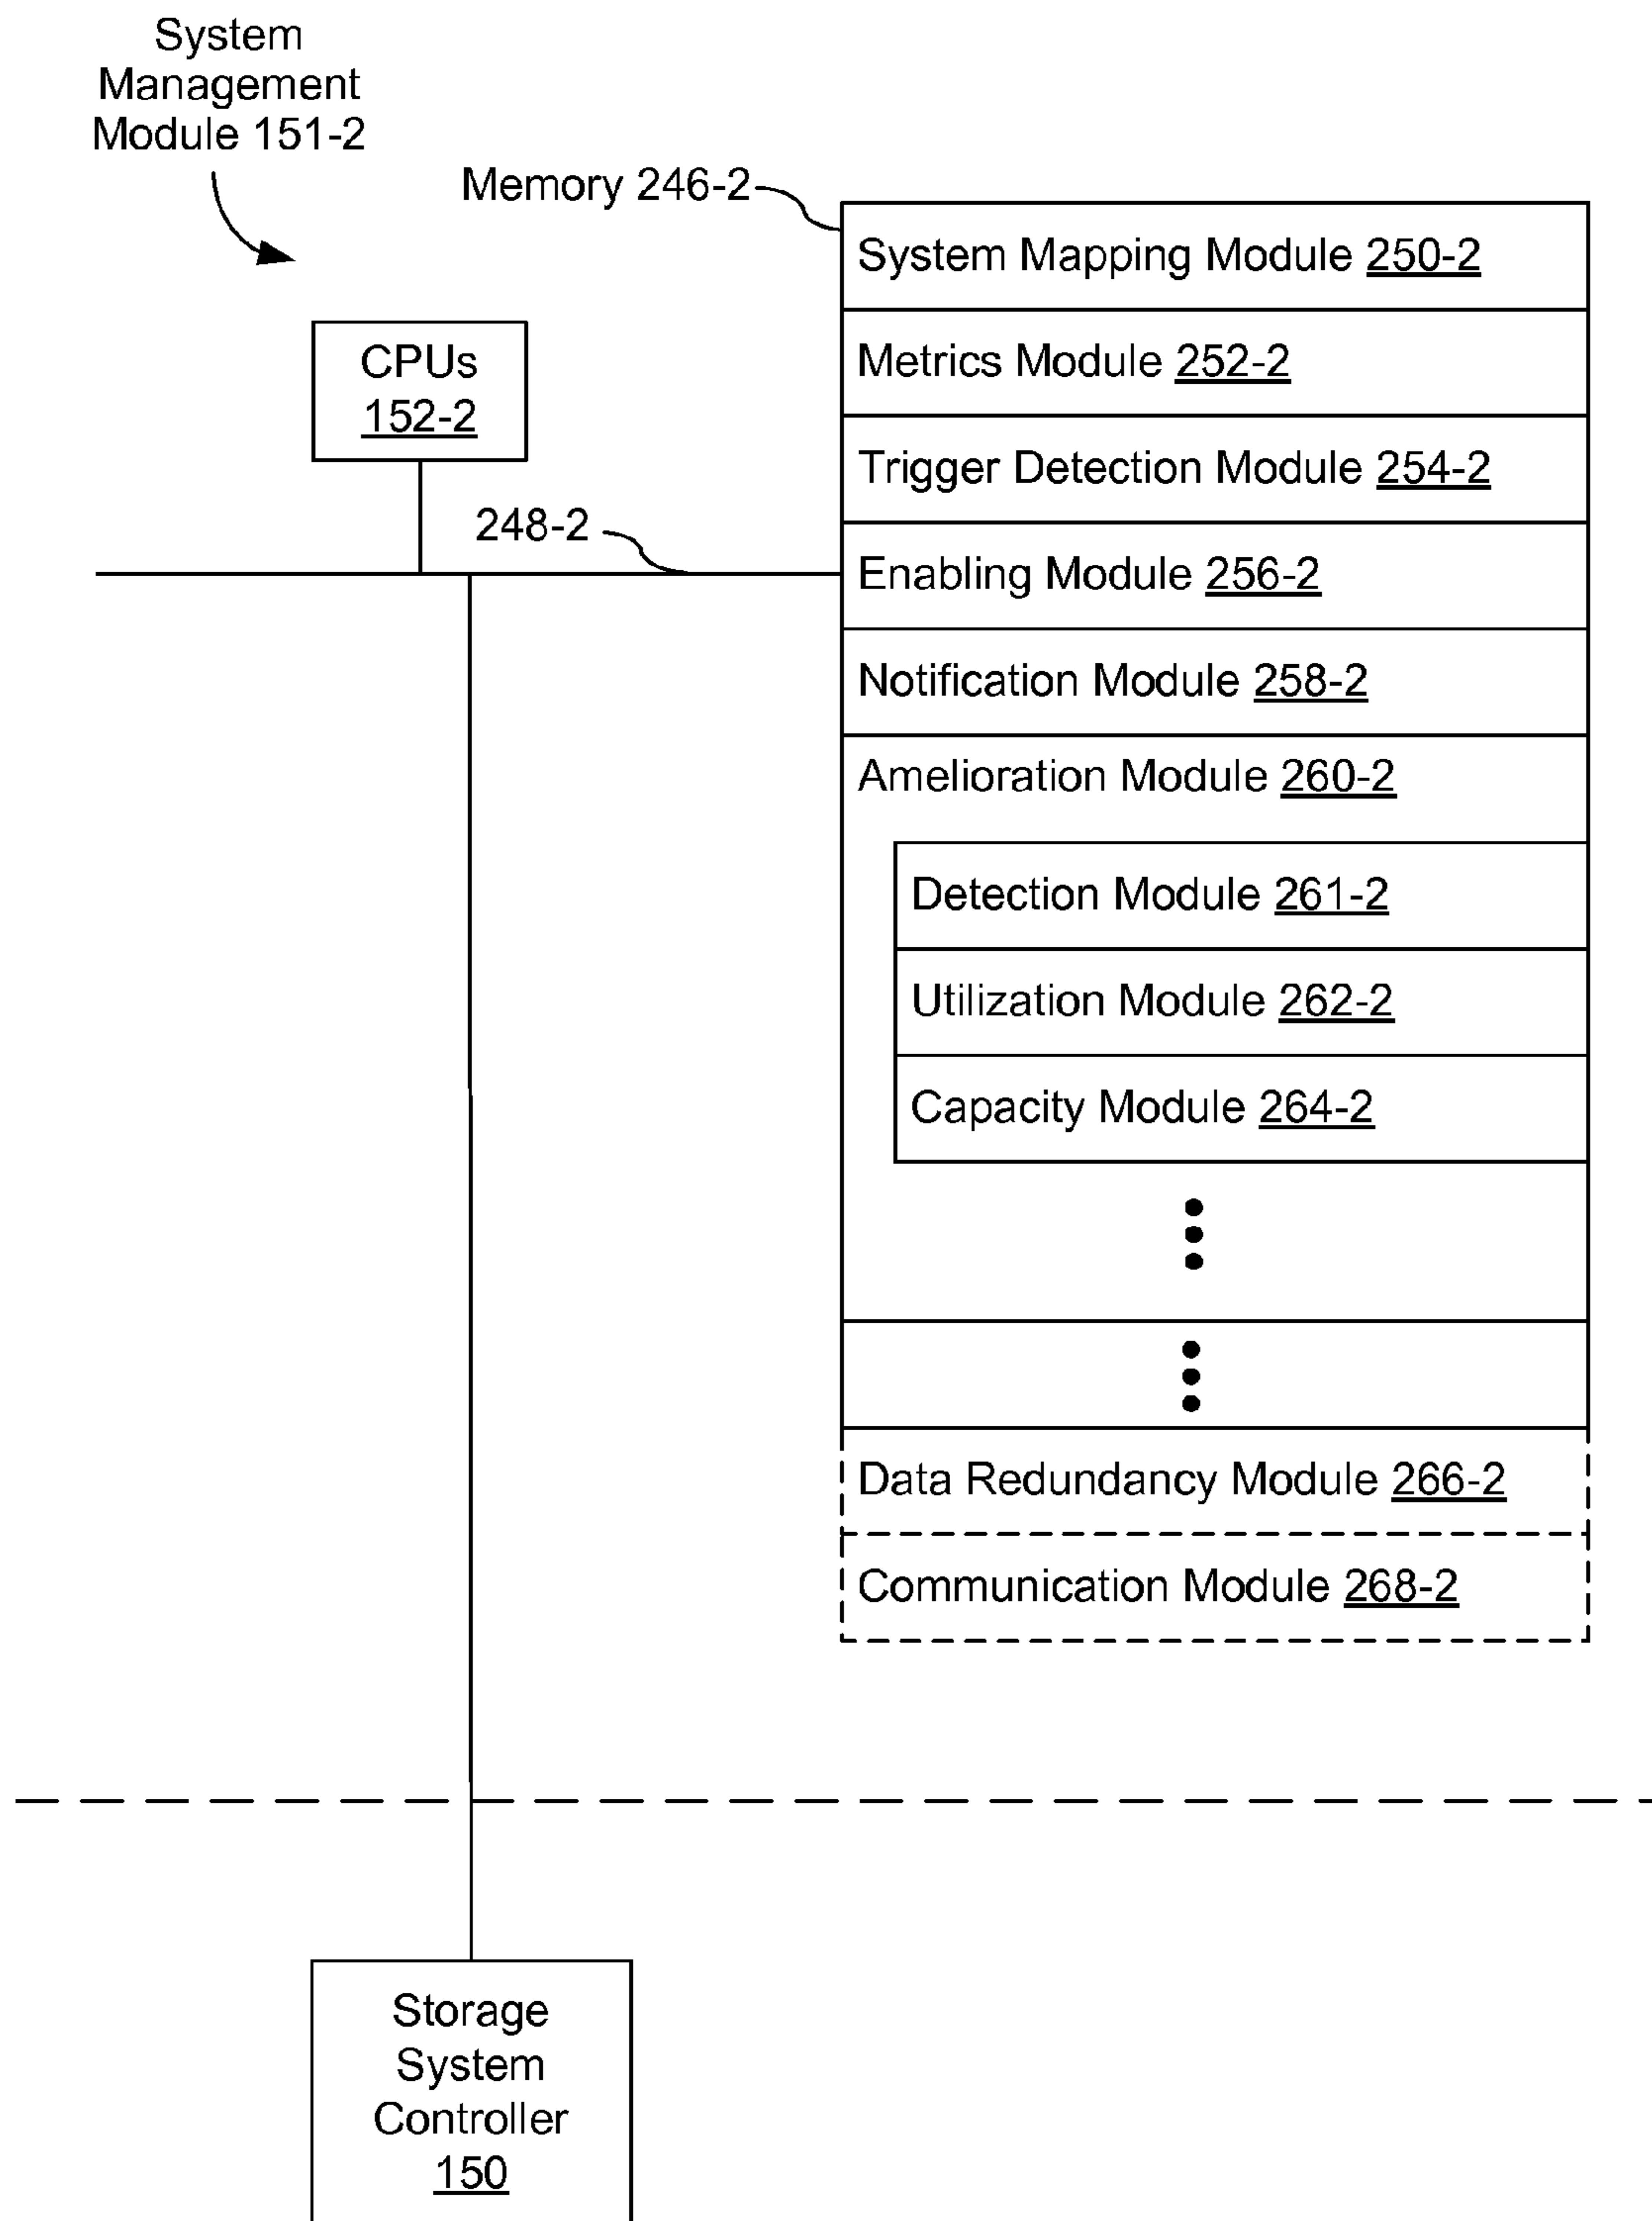 System
Management
Module 151-2
Memory 246-2
System Mapping Module 250-2
CPUs
152-2
Metrics Module 252-2
Trigger Detection Module 254-2
248-2
Enabling Module 256-2
Notification Module 258-2
Amelioration Module 260-2
Detection Module 261-2
Utilization Module 262-2
Capacity Module 264-2
Data Redundancy Module 266-2
Communication Module 268-2
Storage
System
Controller
150